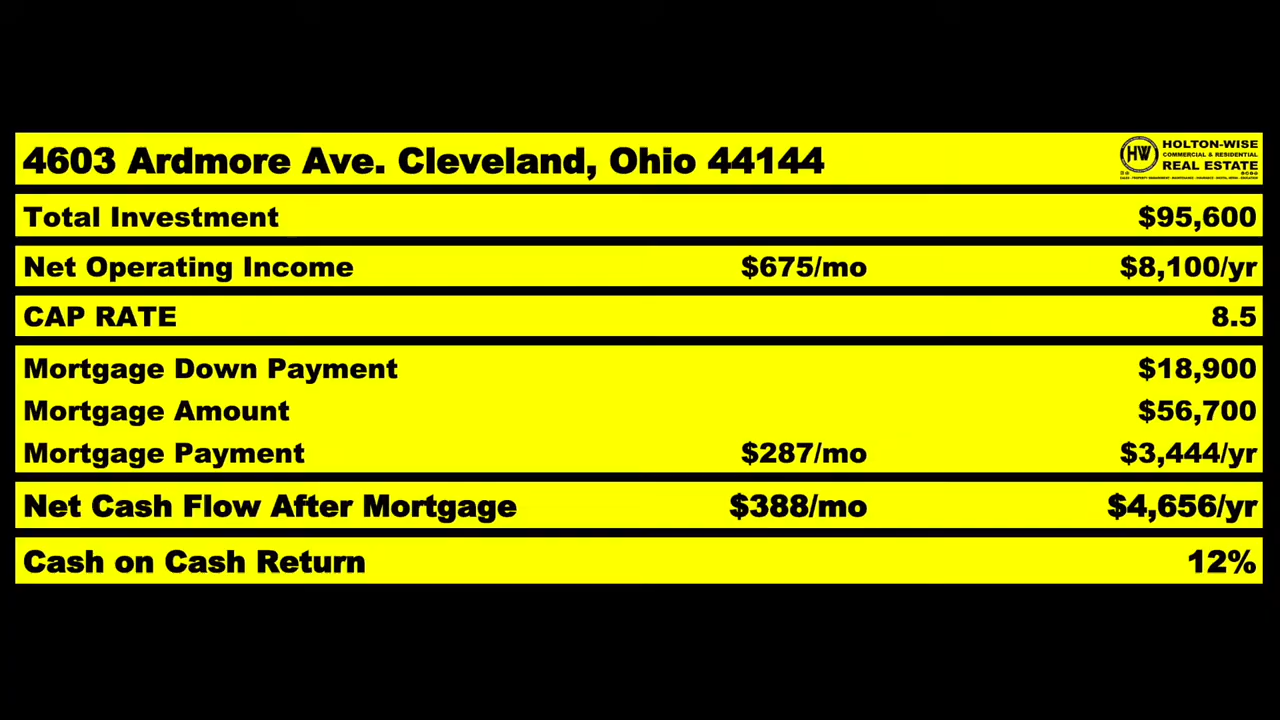 4603 Ardmore Ave. Cleveland, Ohio 44144
HW
HOLTON-WISE
COMMERCIAL & RESIDENTIAL
REAL ESTATE
Total Investment $95,600
Net Operating Income $675/mo $8,100/yr
CAP RATE 8.5
Mortgage Down Payment $18,900
Mortgage Amount $56,700
Mortgage Payment $287/mo $3,444/yr
Net Cash Flow After Mortgage $388/mo $4,656/yr
Cash on Cash Return 12%